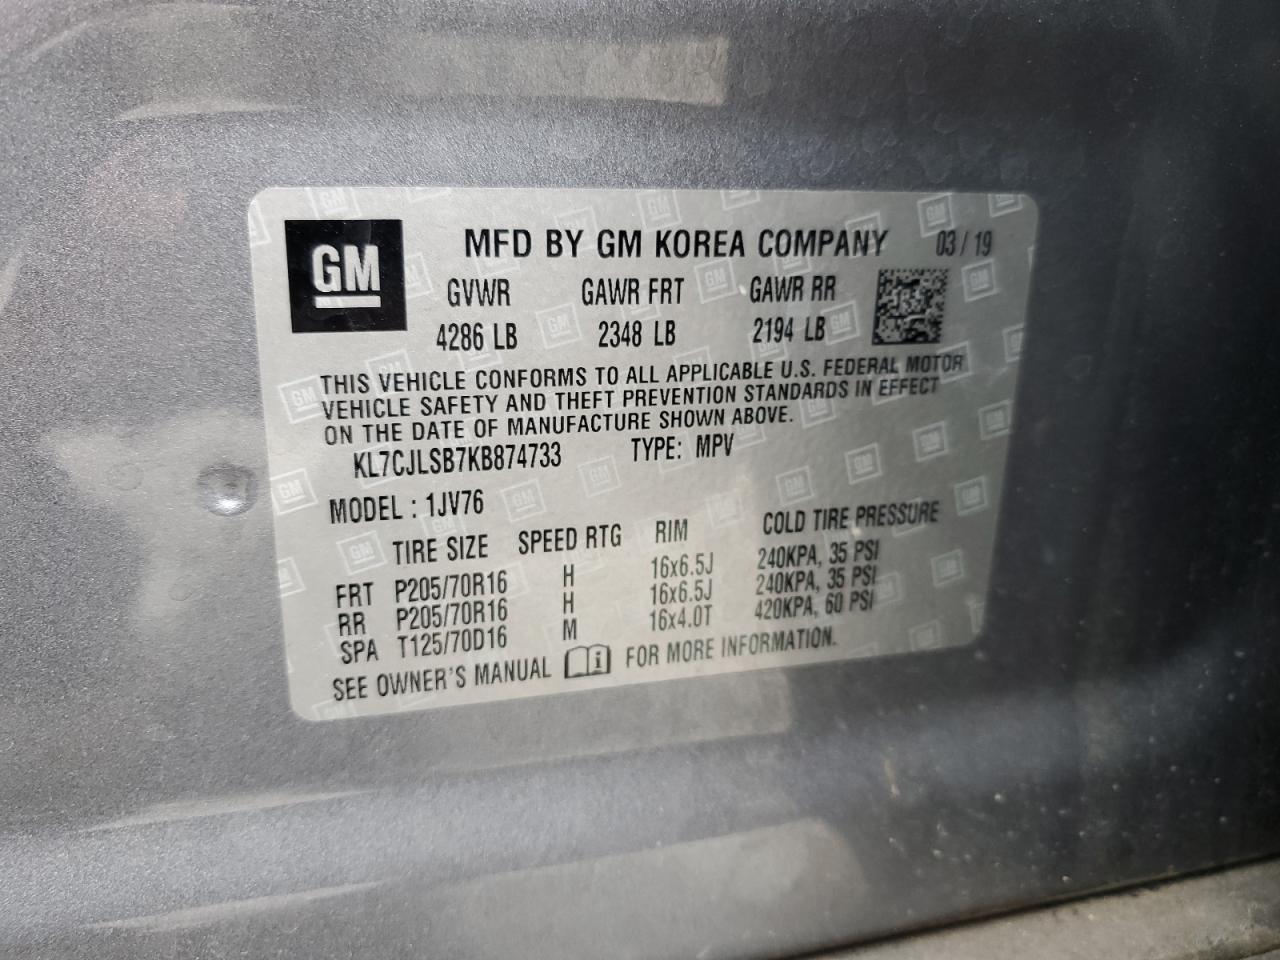 GM
MFD BY GM KOREA COMPANY 03 / 19
GVWR GAWR FRT GAWR RR
4286 LB 2348 LB 2194 LB
THIS VEHICLE CONFORMS TO ALL APPLICABLE U.S. FEDERAL MOTOR
VEHICLE SAFETY AND THEFT PREVENTION STANDARDS IN EFFECT
ON THE DATE OF MANUFACTURE SHOWN ABOVE.
KL7CJLSB7KB874733 TYPE: MPV
MODEL : 1JV76
TIRE SIZE SPEED RTG RIM COLD TIRE PRESSURE
FRT P205/70R16 H 16x6.5J 240KPA, 35 PSI
RR P205/70R16 H 16x6.5J 240KPA, 35 PSI
SPA T125/70D16 M 16x4.0T 420KPA, 60 PSI
SEE OWNER'S MANUAL i FOR MORE INFORMATION.